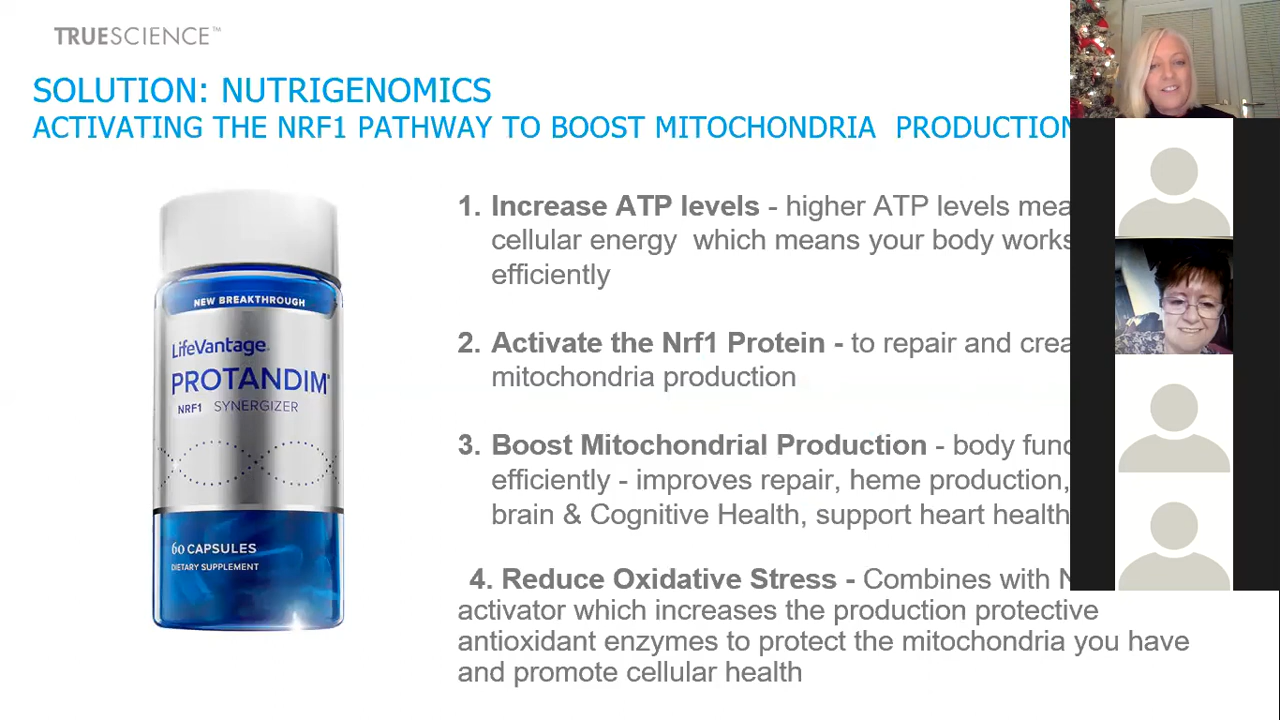 TRUESCIENCE™
SOLUTION: NUTRIGENOMICS
ACTIVATING THE NRF1 PATHWAY TO BOOST MITOCHONDRIA PRODUCTION
NEW BREAKTHROUGH
LifeVantage®
PROTANDIM®
NRF1 SYNERGIZER
60 CAPSULES
DIETARY SUPPLEMENT
1. Increase ATP levels - higher ATP levels
cellular energy which means your body works
efficiently
2. Activate the Nrf1 Protein - to repair and
mitochondria production
3. Boost Mitochondrial Production - body
efficiently - improves repair, heme production,
brain & Cognitive Health, support heart health
4. Reduce Oxidative Stress - Combines with
activator which increases the production protective
antioxidant enzymes to protect the mitochondria you have
and promote cellular health